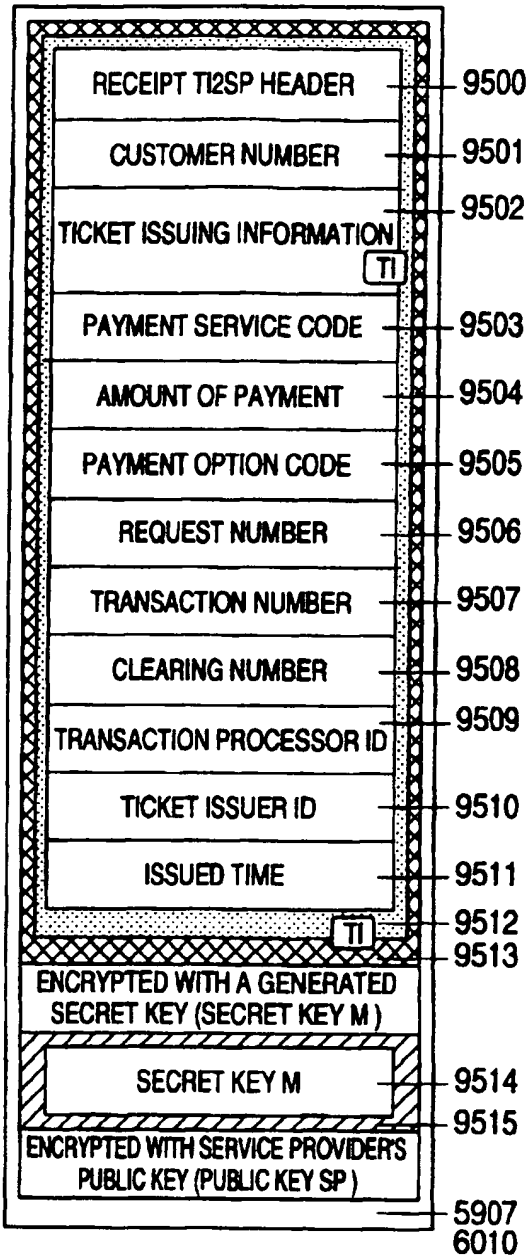 RECEIPT TI2SP HEADER 9500
CUSTOMER NUMBER 9501
9502
TICKET ISSUING INFORMATION
TI
PAYMENT SERVICE CODE 9503
AMOUNT OF PAYMENT 9504
PAYMENT OPTION CODE 9505
REQUEST NUMBER 9506
TRANSACTION NUMBER 9507
CLEARING NUMBER 9508
9509
TRANSACTION PROCESSOR ID
TICKET ISSUER ID 9510
ISSUED TIME 9511
TI 9512
9513
ENCRYPTED WITH A GENERATED
SECRET KEY (SECRET KEY M)
SECRET KEY M 9514
9515
ENCRYPTED WITH SERVICE PROVIDER'S
PUBLIC KEY (PUBLIC KEY SP)
5907
6010